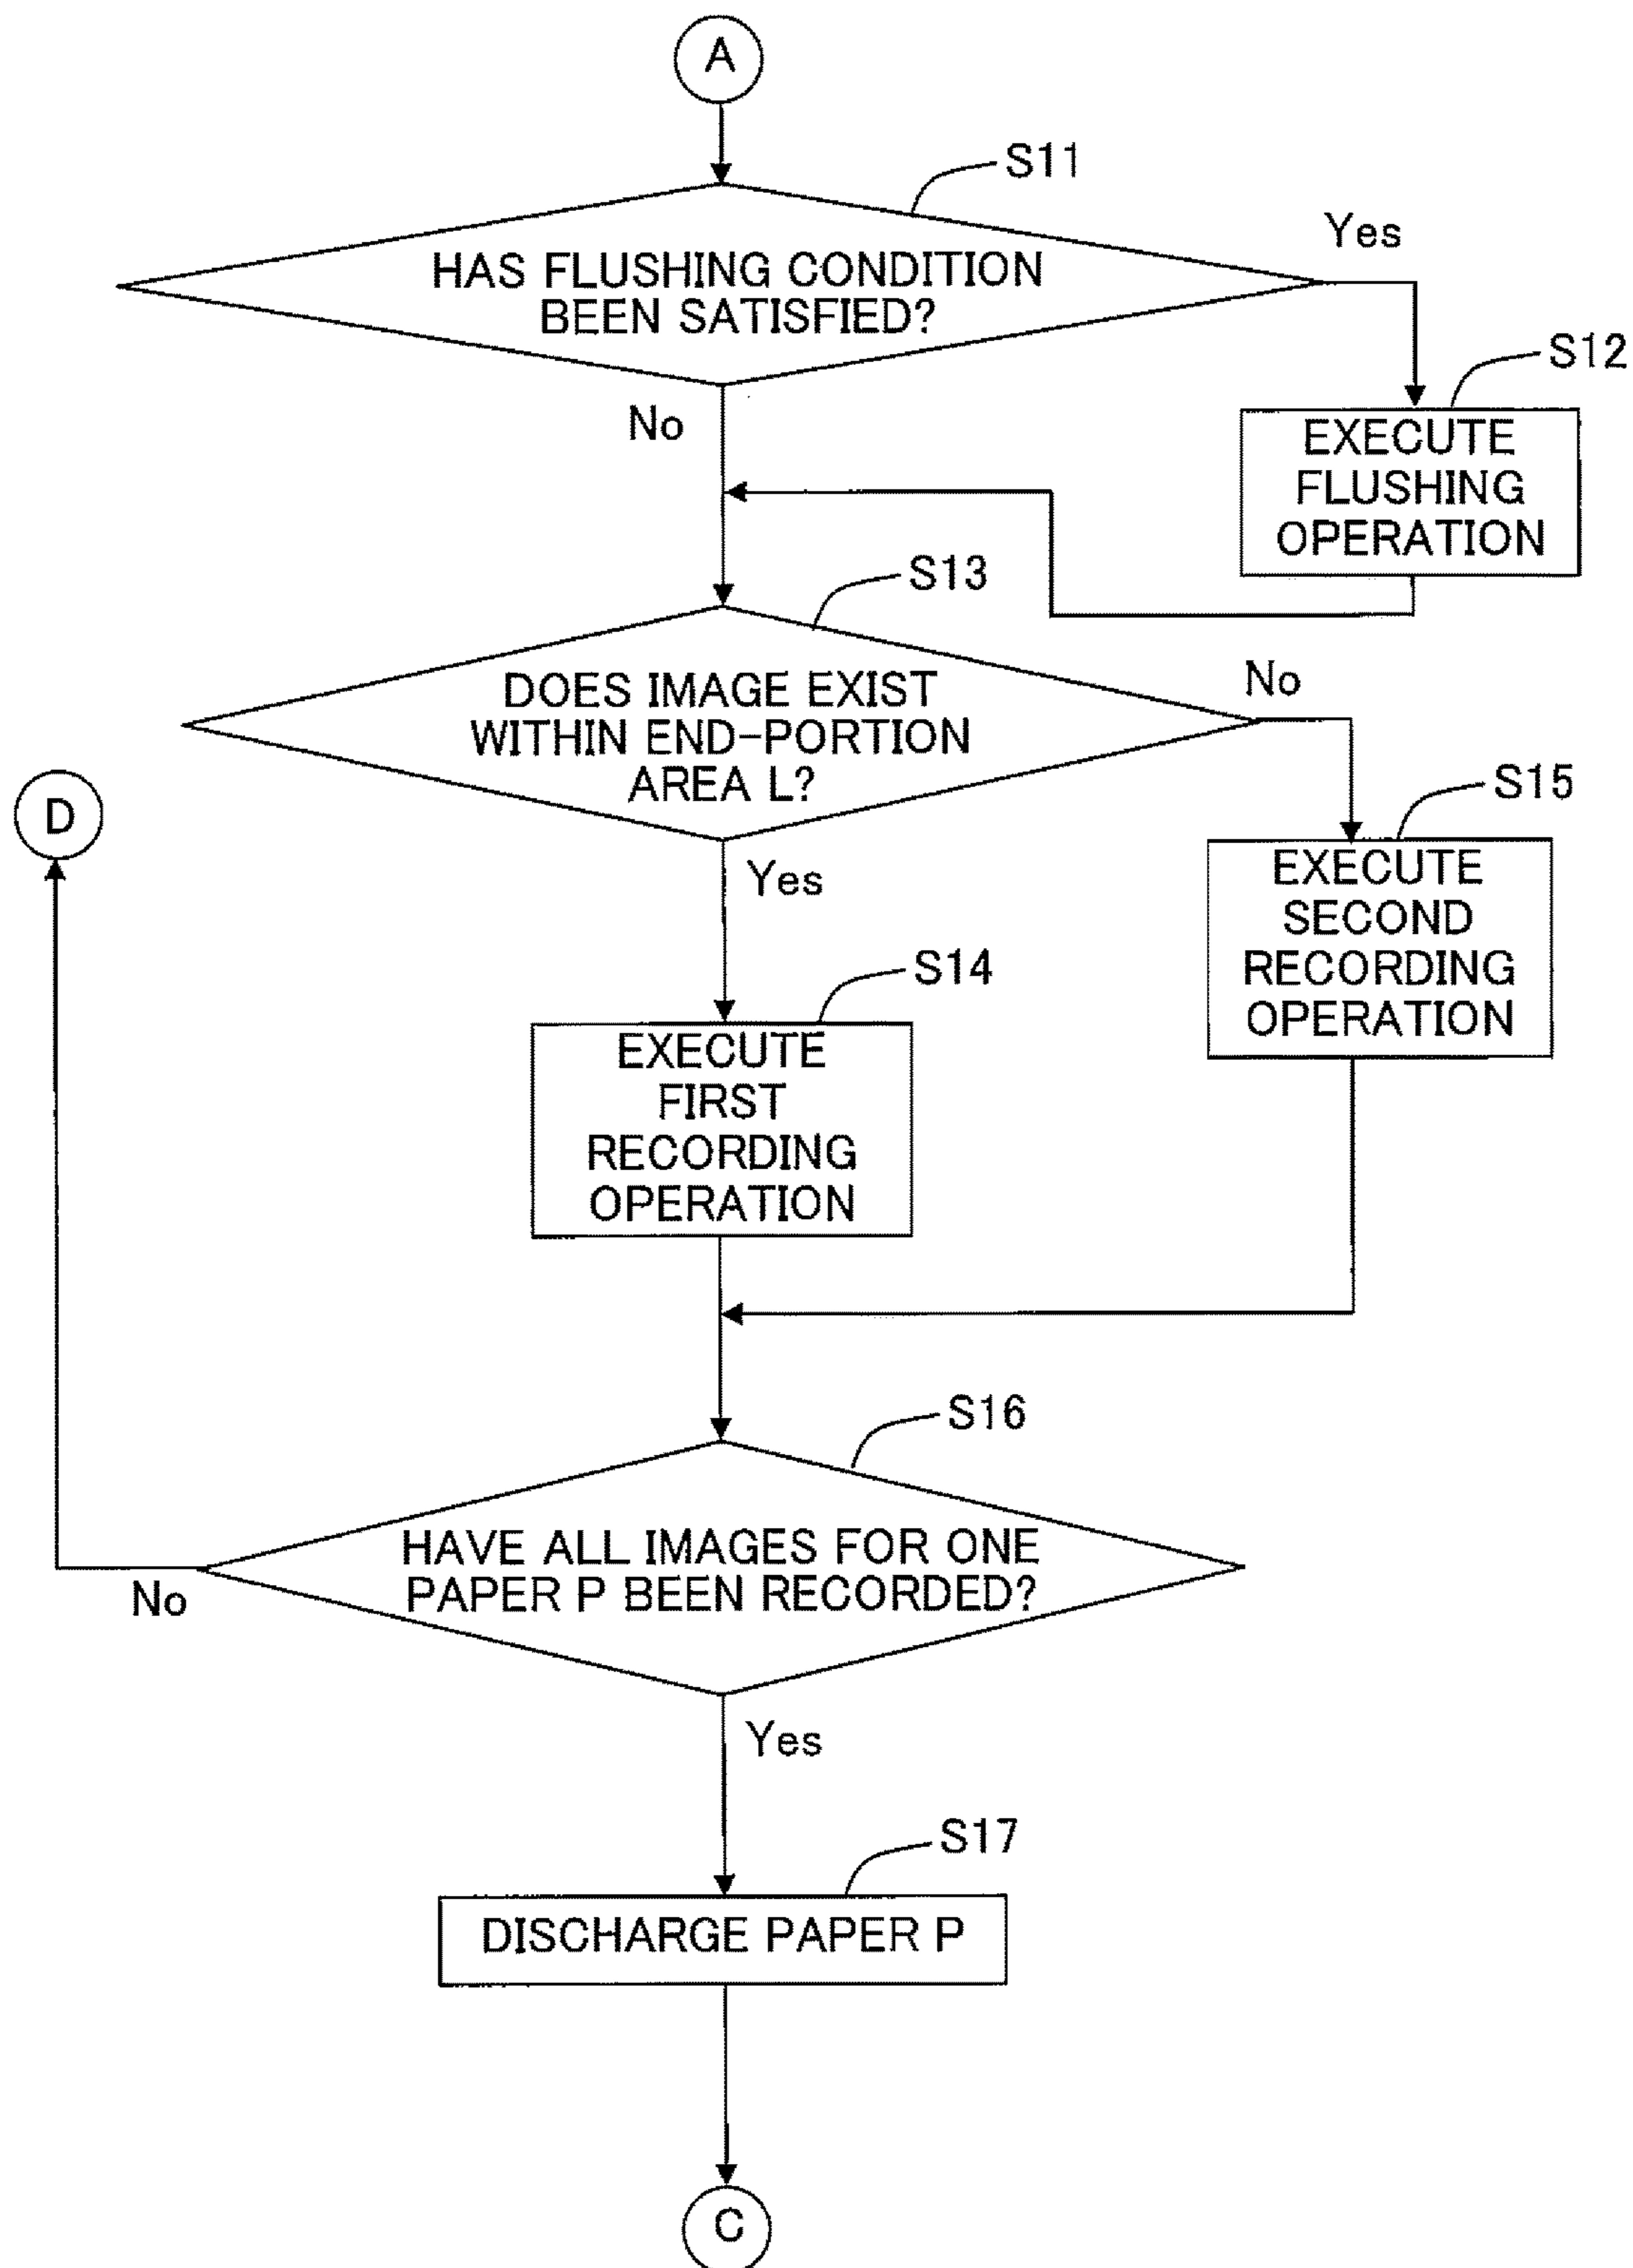 A
S11
HAS FLUSHING CONDITION
BEEN SATISFIED?
Yes
No
S12
EXECUTE
FLUSHING
OPERATION
S13
DOES IMAGE EXIST
WITHIN END-PORTION
AREA L?
No
Yes
D
S15
EXECUTE
SECOND
RECORDING
OPERATION
S14
EXECUTE
FIRST
RECORDING
OPERATION
S16
HAVE ALL IMAGES FOR ONE
PAPER P BEEN RECORDED?
No
Yes
S17
DISCHARGE PAPER P
C